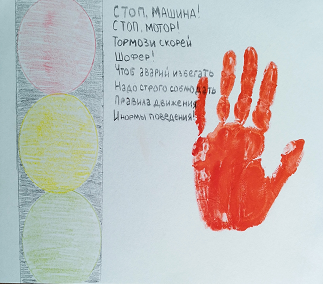 Стоп, машина!
Стоп, мотор!
Тормози скорей
Шофер!
Чтоб аварий избегать
Надо строго соблюдать
Правила движения
И нормы поведения!